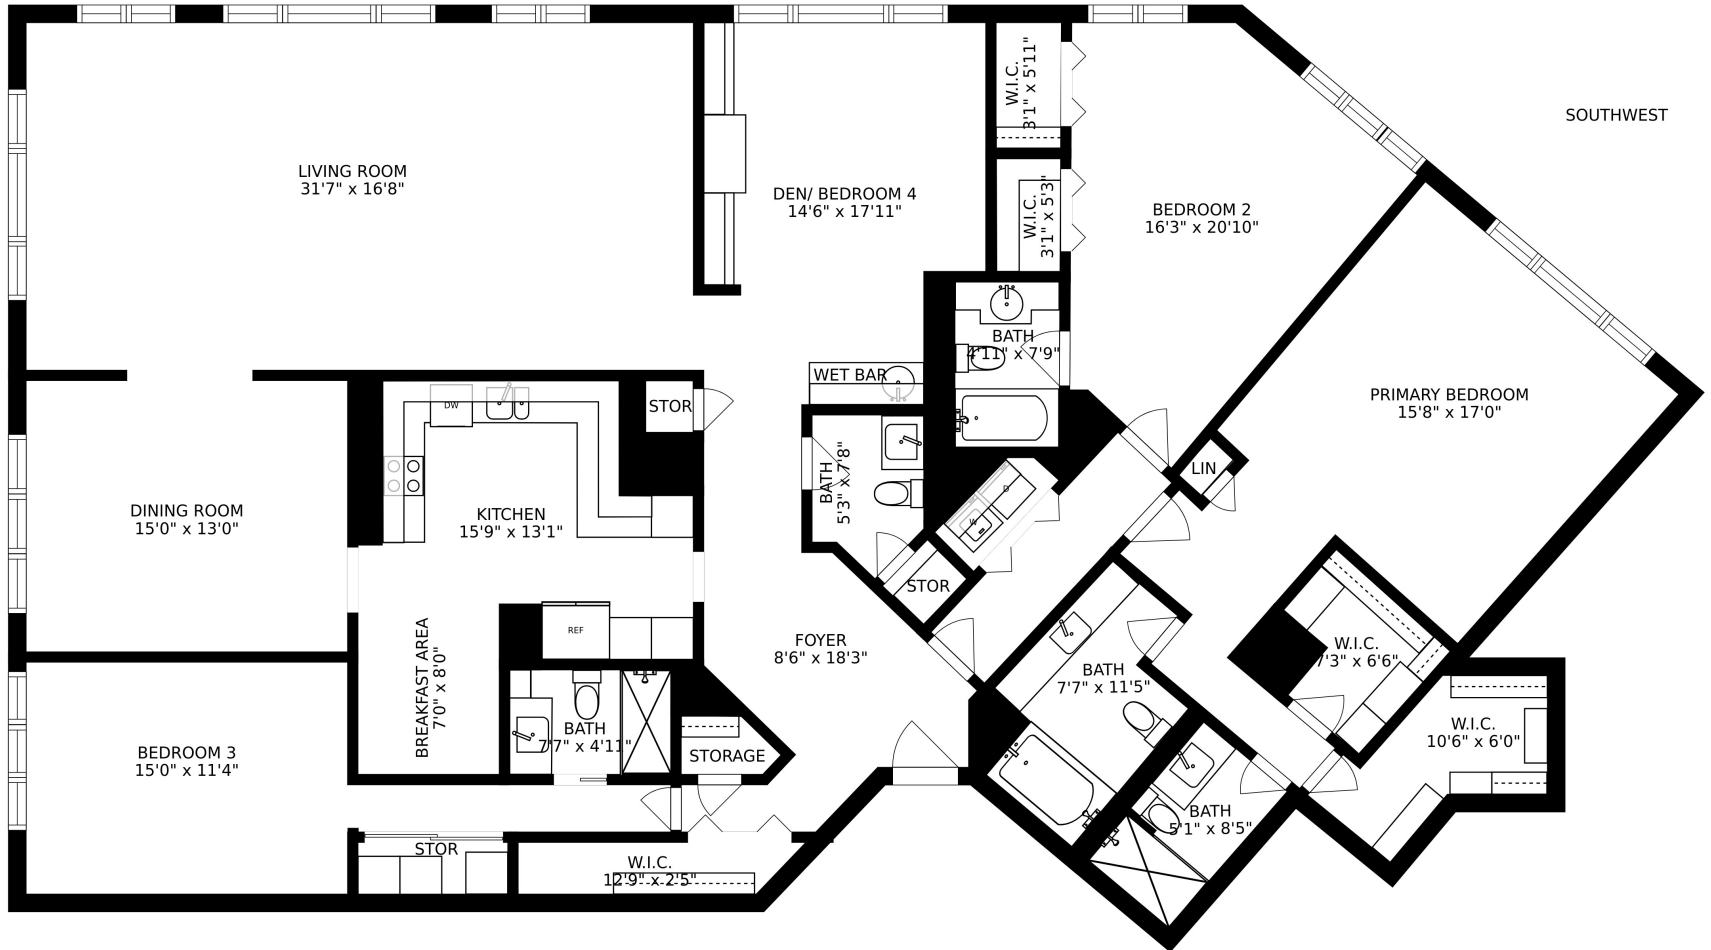 SOUTHWEST
W.I.C.
3'1" x 5'11"
LIVING ROOM
31'7" x 16'8"
DEN/ BEDROOM 4
14'6" x 17'11"
W.I.C.
3'1" x 5'3"
BEDROOM 2
16'3" x 20'10"
BATH
4'11" x 7'9"
WET BAR
PRIMARY BEDROOM
15'8" x 17'0"
DW
STOR
BATH
5'3" x 7'8"
LIN
D
W
DINING ROOM
15'0" x 13'0"
KITCHEN
15'9" x 13'1"
STOR
REF
FOYER
8'6" x 18'3"
W.I.C.
7'3" x 6'6"
BREAKFAST AREA
7'0" x 8'0"
BATH
7'7" x 11'5"
BATH
7'7" x 4'11"
W.I.C.
10'6" x 6'0"
BEDROOM 3
15'0" x 11'4"
STORAGE
BATH
5'1" x 8'5"
STOR
W.I.C.
12'9" x 2'5"